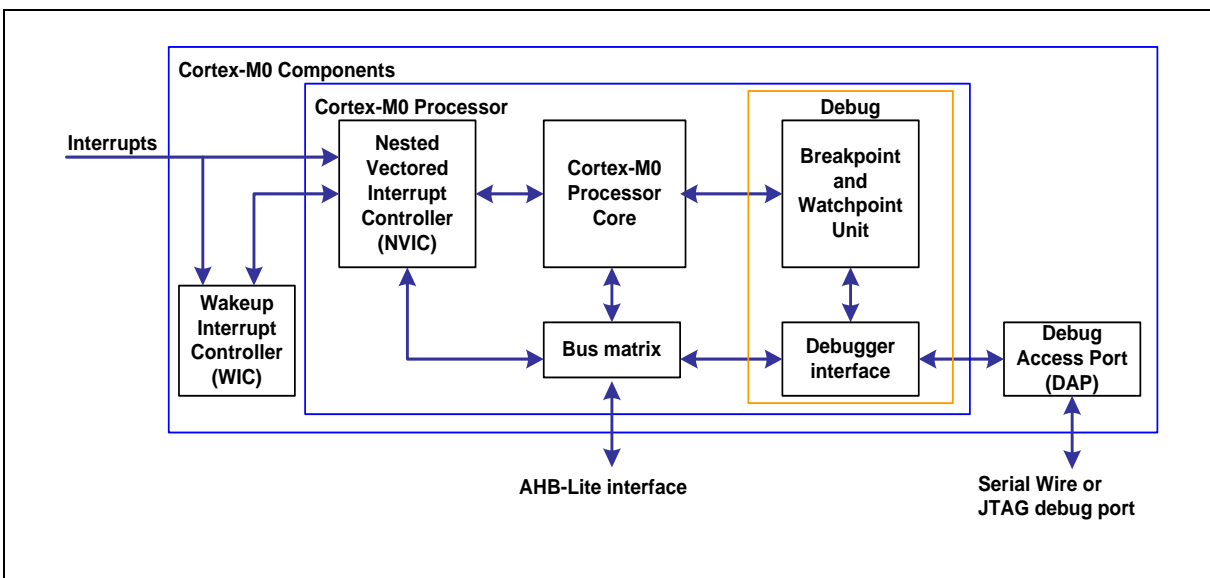 Cortex-M0 Components
Cortex-M0 Processor
Debug
Interrupts
Nested
Vectored
Interrupt
Controller
(NVIC)
Cortex-M0
Processor
Core
Breakpoint
and
Watchpoint
Unit
Wakeup
Interrupt
Controller
(WIC)
Bus matrix
Debugger
interface
Debug
Access Port
(DAP)
AHB-Lite interface
Serial Wire or
JTAG debug port